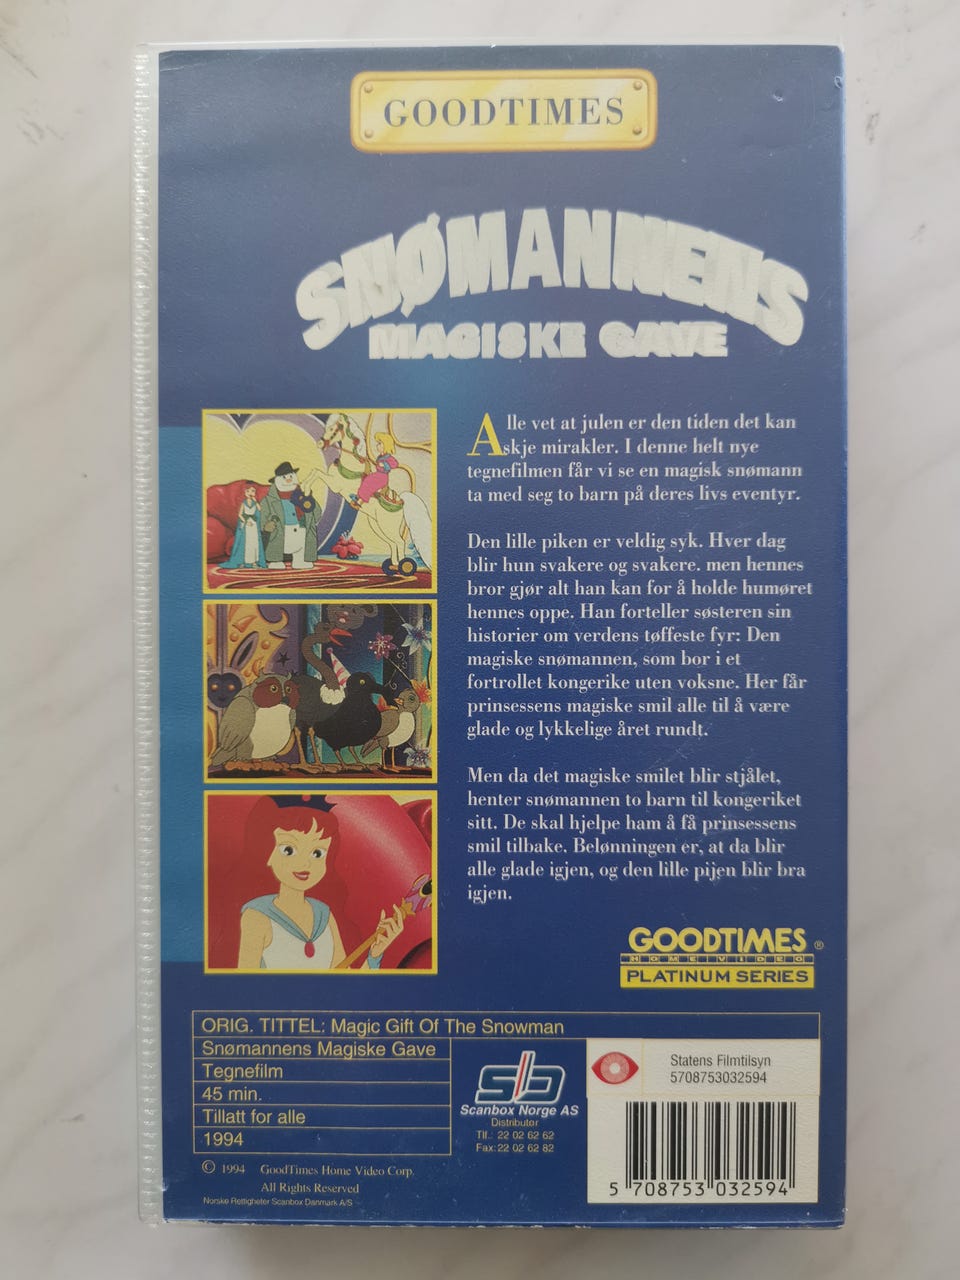 GOODTIMES
SNØMANNENS
MAGISKE GAVE
Alle vet at julen er den tiden det kan
skje mirakler. I denne helt nye
tegnefilmen får vi se en magisk snømann
ta med seg to barn på deres livs eventyr.
Den lille piken er veldig syk. Hver dag
blir hun svakere og svakere. men hennes
bror gjør alt han kan for å holde humøret
hennes oppe. Han forteller søsteren sin
historier om verdens tøffeste fyr: Den
magiske snømannen, som bor i et
fortrollet kongerike uten voksne. Her får
prinsessens magiske smil alle til å være
glade og lykkelige året rundt.
Men da det magiske smilet blir stjålet,
henter snømannen to barn til kongeriket
sitt. De skal hjelpe ham å få prinsessens
smil tilbake. Belønningen er, at da blir
alle glade igjen, og den lille pijen blir bra
igjen.
GOODTIMES ®
HOME VIDEO
PLATINUM SERIES
ORIG. TITTEL: Magic Gift Of The Snowman
Snømannens Magiske Gave
Tegnefilm
45 min.
Tillatt for alle
1994
sb
Scanbox Norge AS
Distributør
Tlf.: 22 02 62 62
Fax: 22 02 62 82
Statens Filmtilsyn
5708753032594
5 708753 032594
© 1994 GoodTimes Home Video Corp.
All Rights Reserved
Norske Rettigheter Scanbox Danmark A/S